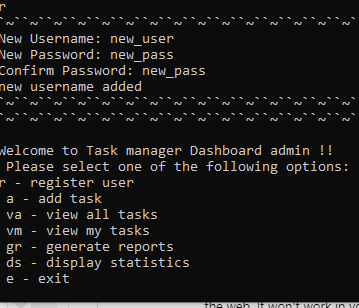 r
`~``~``~``~``~``~``~``~``~``~``~``~``~``~``~
New Username: new_user
New Password: new_pass
Confirm Password: new_pass
new username added
`~``~``~``~``~``~``~``~``~``~``~``~``~``~``~
`~``~``~``~``~``~``~``~``~``~``~``~``~``~``~
Welcome to Task manager Dashboard admin !!
Please select one of the following options:
r - register user
a - add task
va - view all tasks
vm - view my tasks
gr - generate reports
ds - display statistics
e - exit
the web. It won't work in yo